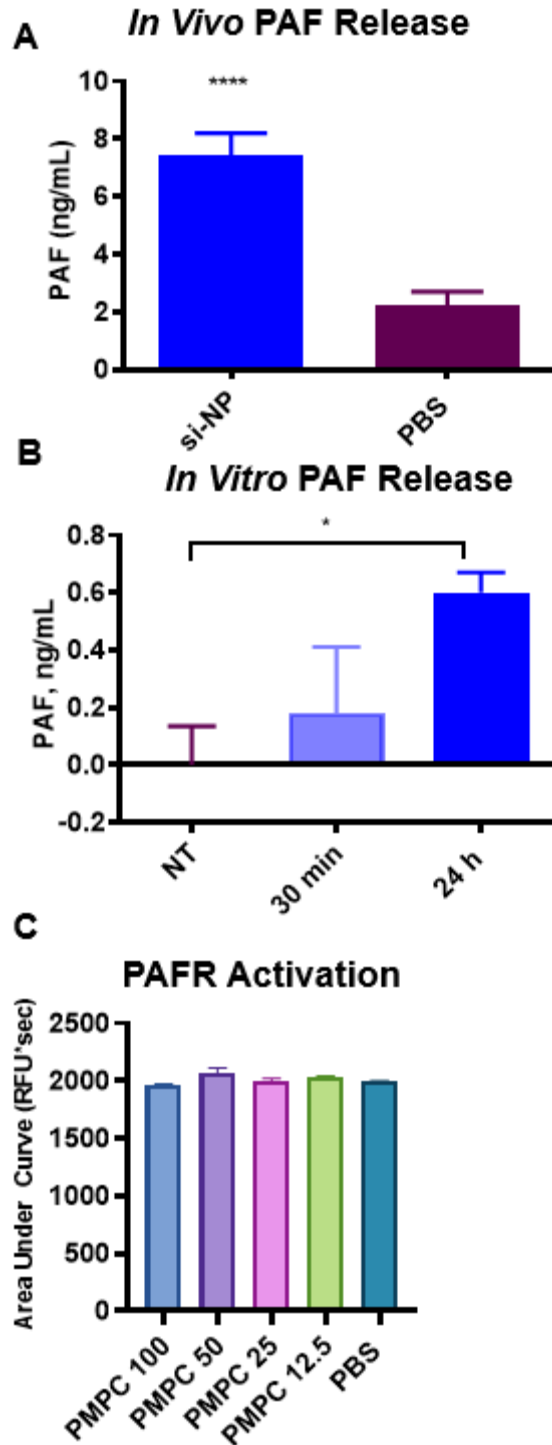 A
In Vivo PAF Release
****
PAF (ng/mL)
10
8
6
4
2
0
si-NP
PBS
B
In Vitro PAF Release
*
PAF, ng/mL
0.8
0.6
0.4
0.2
0.0
-0.2
NT
30 min
24 h
C
PAFR Activation
Area Under Curve (RFU*sec)
2500
2000
1500
1000
500
0
PMPC 100
PMPC 50
PMPC 25
PMPC 12.5
PBS